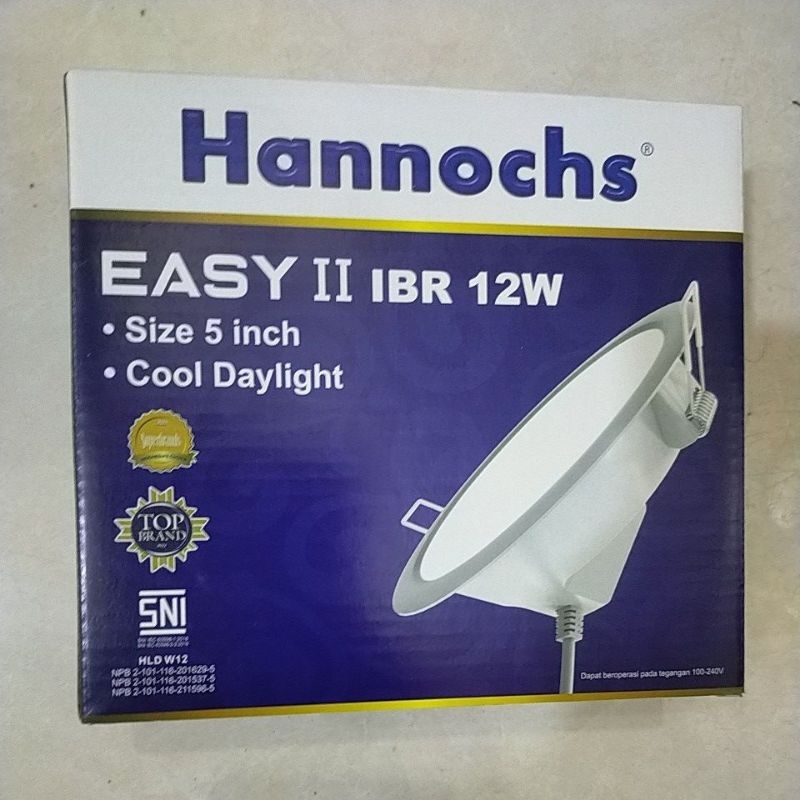 Hannochs®
EASY II IBR 12W
• Size 5 inch
• Cool Daylight
Superbrands
TOP
BRAND
SNI
HLD W12
NPB 2-101-116-201629-5
NPB 2-101-116-201537-5
NPB 2-101-116-211596-5
Dapat beroperasi pada tegangan 100-240V